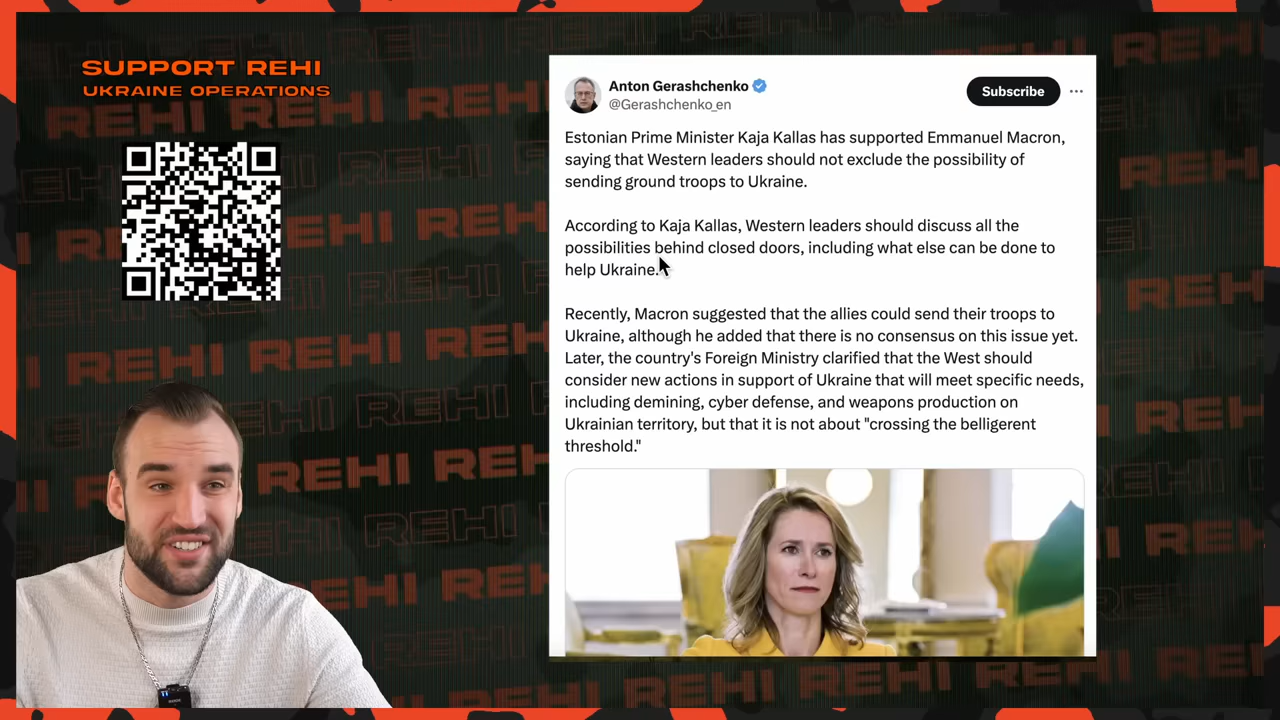 SUPPORT REHI
UKRAINE OPERATIONS
Anton Gerashchenko
@Gerashchenko_en
Subscribe
Estonian Prime Minister Kaja Kallas has supported Emmanuel Macron,
saying that Western leaders should not exclude the possibility of
sending ground troops to Ukraine.
According to Kaja Kallas, Western leaders should discuss all the
possibilities behind closed doors, including what else can be done to
help Ukraine.
Recently, Macron suggested that the allies could send their troops to
Ukraine, although he added that there is no consensus on this issue yet.
Later, the country's Foreign Ministry clarified that the West should
consider new actions in support of Ukraine that will meet specific needs,
including demining, cyber defense, and weapons production on
Ukrainian territory, but that it is not about "crossing the belligerent
threshold."